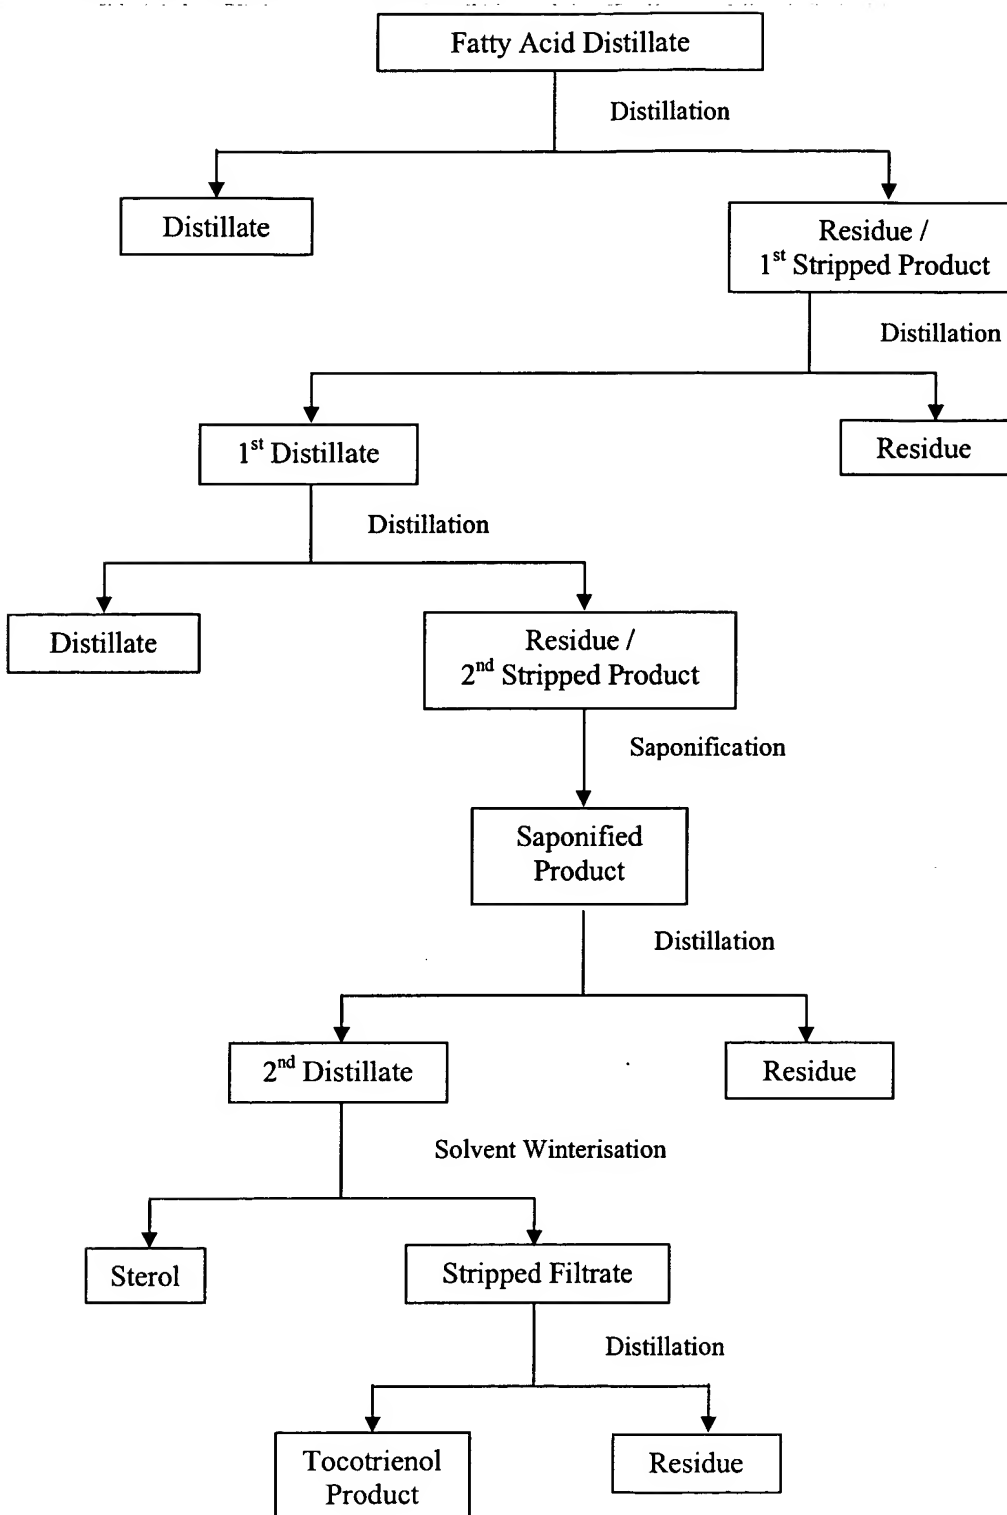 Fatty Acid Distillate
Distillation
Distillate
Residue /
1st Stripped Product
Distillation
1st Distillate
Residue
Distillation
Distillate
Residue /
2nd Stripped Product
Saponification
Saponified
Product
Distillation
2nd Distillate
Residue
Solvent Winterisation
Sterol
Stripped Filtrate
Distillation
Tocotrienol
Product
Residue